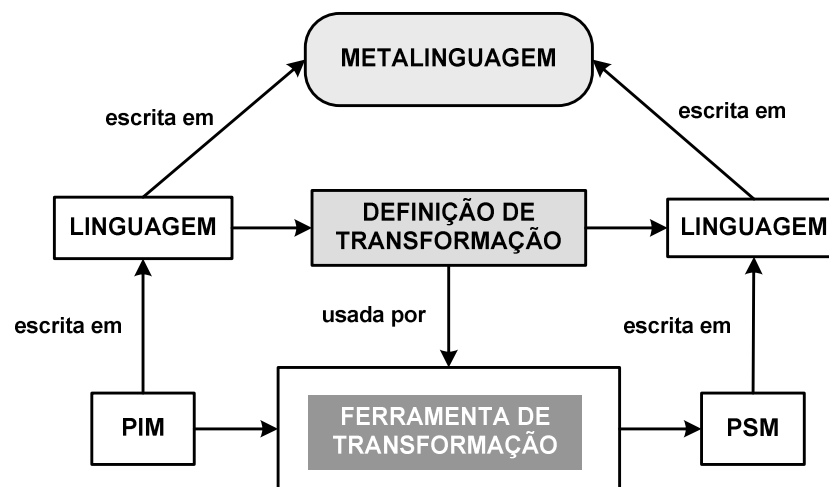 METALINGUAGEM
escrita em
escrita em
LINGUAGEM
DEFINIÇÃO DE
TRANSFORMAÇÃO
LINGUAGEM
escrita em
usada por
escrita em
PIM
FERRAMENTA DE
TRANSFORMAÇÃO
PSM